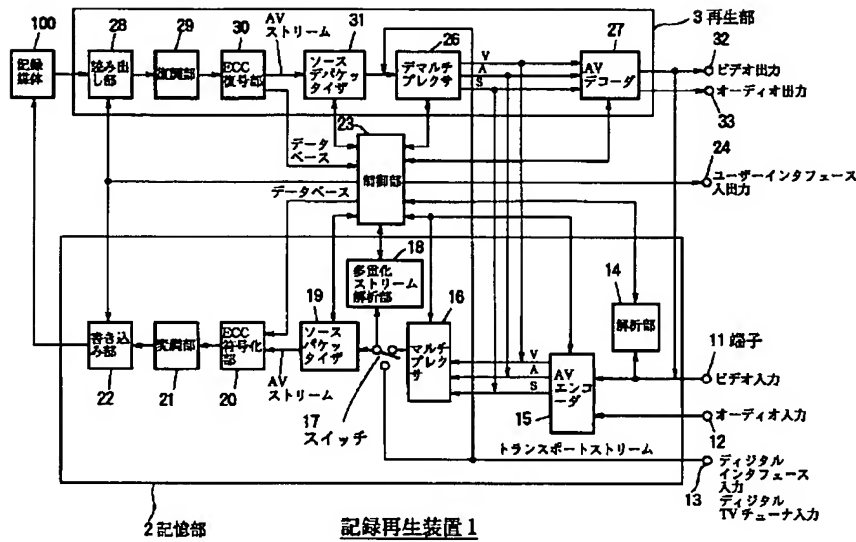 100
記録
媒体
28
読み出
し部
29
復調部
30
ECC
復号部
AV
ストリーム
31
ソース
デパケッ
タイザ
26
デマルチ
プレクサ
V
A
S
27
AV
デコーダ
3 再生部
32
ビデオ出力
オーディオ出力
33
データ
ベース
23
制御部
24
ユーザーインタフェース
入出力
データベース
18
多重化
ストリーム
解析部
14
解析部
書き込
み部
22
変調部
21
ECC
符号化
部
20
AV
ストリーム
19
ソース
パケッ
タイザ
17
スイッチ
16
マルチ
プレク
サ
V
A
S
AV
エンコ
ーダ
15
11 端子
ビデオ入力
オーディオ入力
12
トランスポートストリーム
13
ディジタル
インタフェース
入力
ディジタル
TVチューナ入力
2 記憶部
記録再生装置1